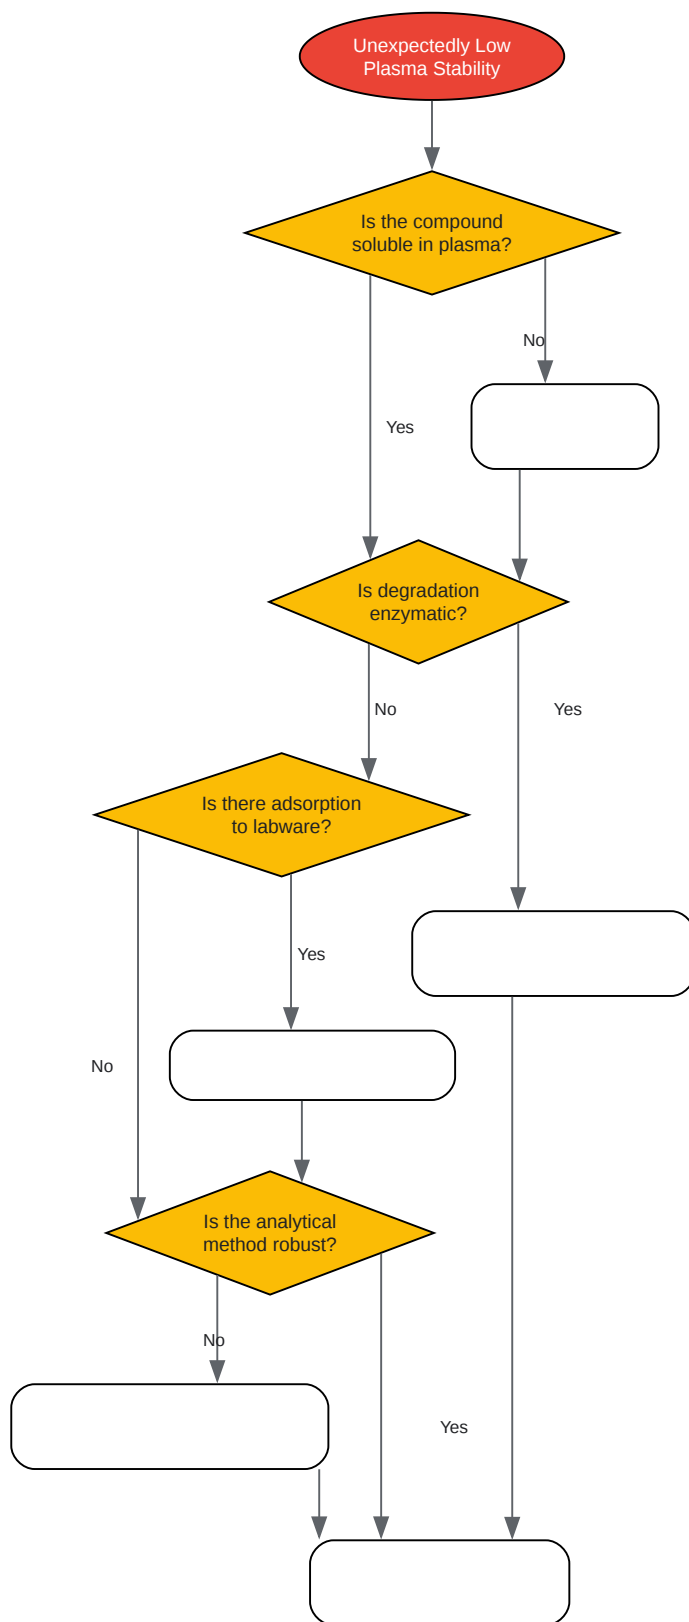 Unexpectedly Low
Plasma Stability
Is the compound
soluble in plasma?
No
Yes
Is degradation
enzymatic?
No
Yes
Is there adsorption
to labware?
Yes
No
Is the analytical
method robust?
No
Yes